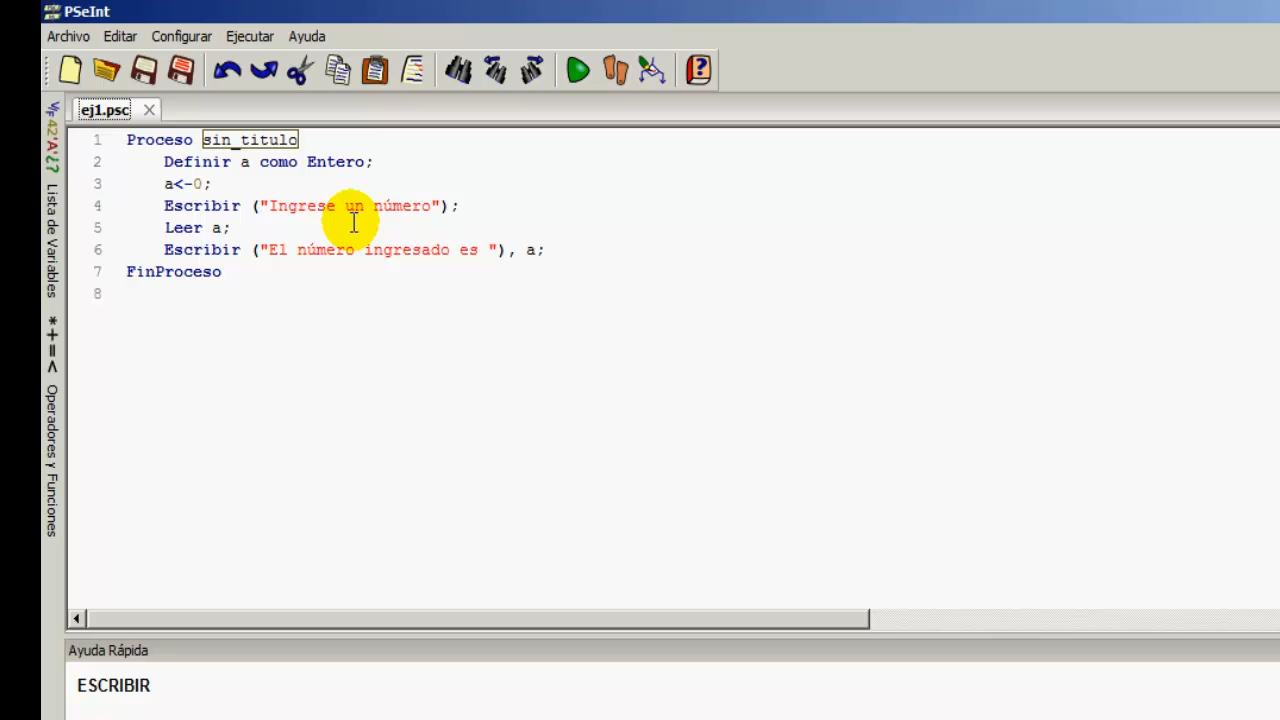 PSeInt
Archivo Editar Configurar Ejecutar Ayuda
ej1.psc
1 Proceso sin_titulo
2 Definir a como Entero;
3 a<-0;
4 Escribir ("Ingrese un número");
5 Leer a;
6 Escribir ("El número ingresado es "), a;
7 FinProceso
8
V/F 42 'A' ¿? Lista de Variables
*+=< Operadores y Funciones
Ayuda Rápida
ESCRIBIR